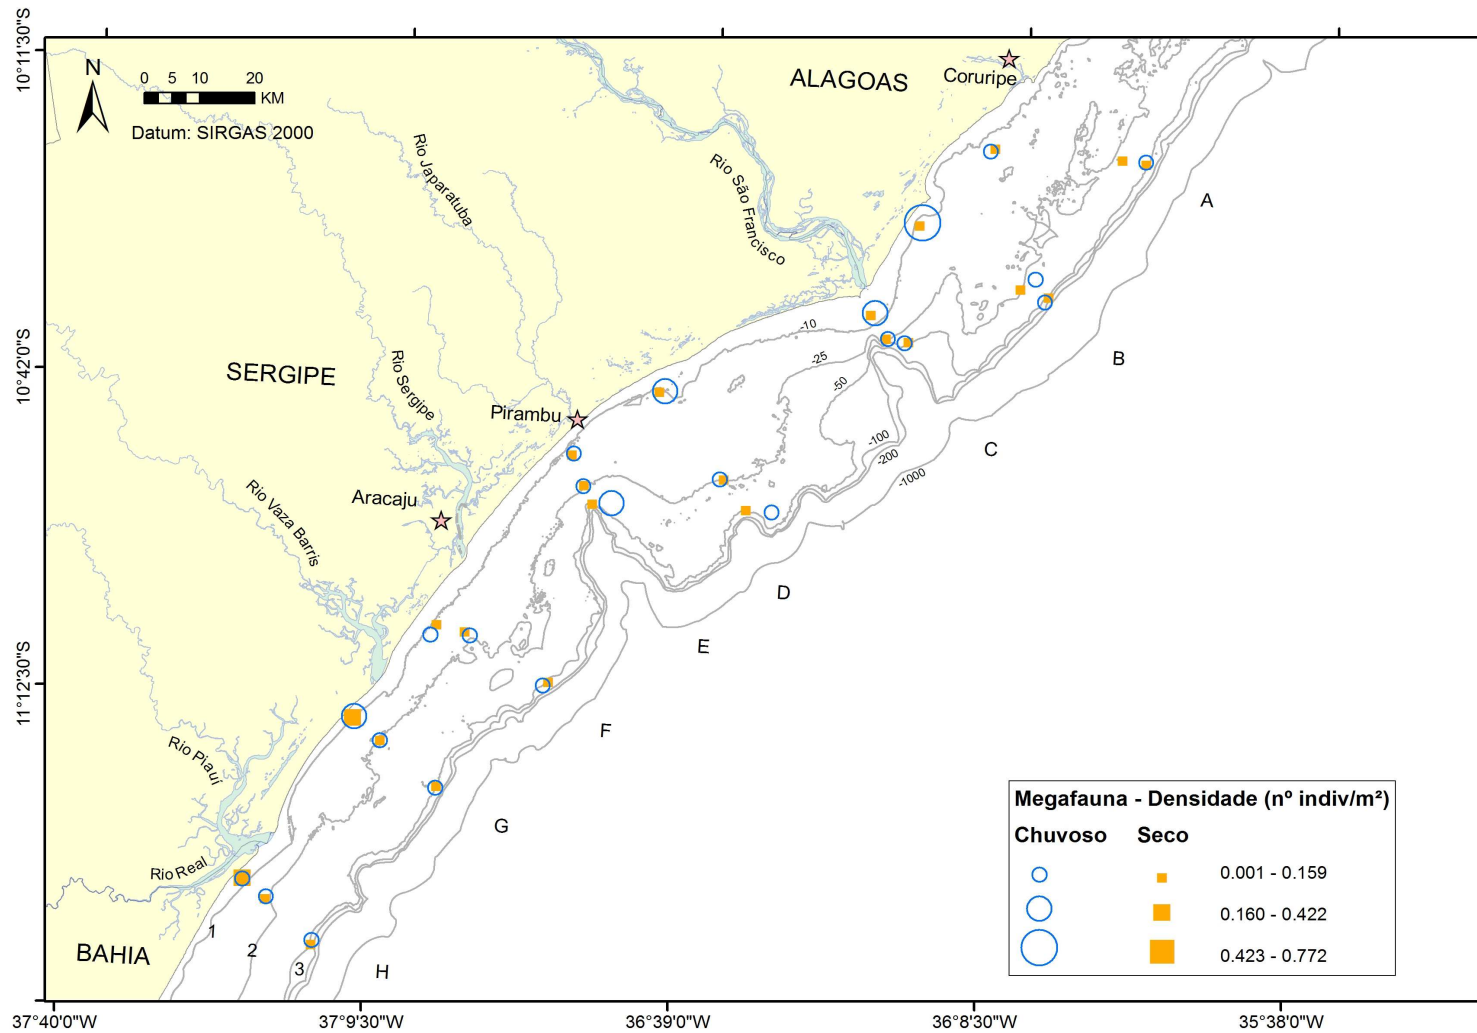 10°11'30"S
10°42'0"S
11°12'30"S
N
0 5 10 20
KM
Datum: SIRGAS 2000
ALAGOAS
Coruripe
Rio Japaratuba
Rio São Francisco
A
B
C
D
E
F
G
H
SERGIPE
Rio Sergipe
Pirambu
-10
-25
-50
-100
-200
-1000
Aracaju
Rio Vaza Barris
Rio Piauí
Rio Real
BAHIA
1
2
3
Megafauna - Densidade (nº indiv/m²)
Chuvoso Seco
0.001 - 0.159
0.160 - 0.422
0.423 - 0.772
37°40'0"W 37°9'30"W 36°39'0"W 36°8'30"W 35°38'0"W